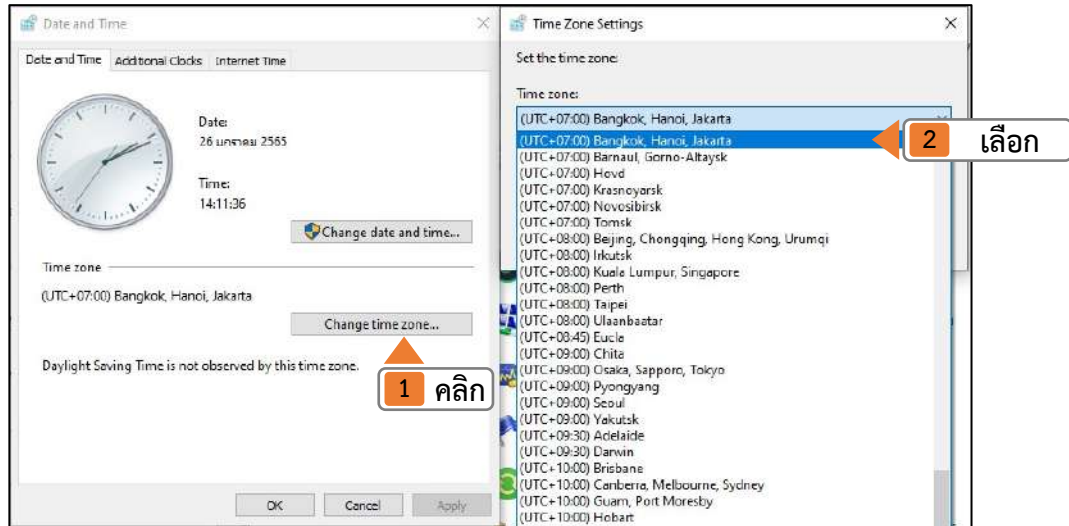 Date and Time
Date and Time Additional Clocks Internet Time
Date:
26 มกราคม 2565
Time:
14:11:36
Change date and time...
Time zone
(UTC+07:00) Bangkok, Hanoi, Jakarta
Change time zone...
Daylight Saving Time is not observed by this time zone.
1 คลิก
OK Cancel Apply
Time Zone Settings
Set the time zone:
Time zone:
(UTC+07:00) Bangkok, Hanoi, Jakarta
(UTC+07:00) Bangkok, Hanoi, Jakarta
2 เลือก
(UTC+07:00) Barnaul, Gorno-Altaysk
(UTC+07:00) Hovd
(UTC+07:00) Krasnoyarsk
(UTC+07:00) Novosibirsk
(UTC+07:00) Tomsk
(UTC+08:00) Beijing, Chongqing, Hong Kong, Urumqi
(UTC+08:00) Irkutsk
(UTC+08:00) Kuala Lumpur, Singapore
(UTC+08:00) Perth
(UTC+08:00) Taipei
(UTC+08:00) Ulaanbaatar
(UTC+08:45) Eucla
(UTC+09:00) Chita
(UTC+09:00) Osaka, Sapporo, Tokyo
(UTC+09:00) Pyongyang
(UTC+09:00) Seoul
(UTC+09:00) Yakutsk
(UTC+09:30) Adelaide
(UTC+09:30) Darwin
(UTC+10:00) Brisbane
(UTC+10:00) Canberra, Melbourne, Sydney
(UTC+10:00) Guam, Port Moresby
(UTC+10:00) Hobart